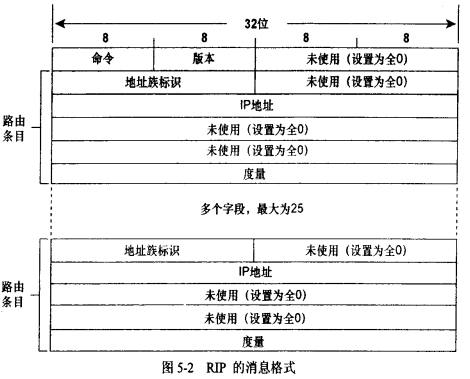 32位
8 8 8 8
命令 版本 未使用 (设置为全0)
地址族标识 未使用 (设置为全0)
IP地址
未使用 (设置为全0)
未使用 (设置为全0)
度量
路由
条目
多个字段，最大为25
地址族标识 未使用 (设置为全0)
IP地址
未使用 (设置为全0)
未使用 (设置为全0)
度量
路由
条目
图 5-2 RIP 的消息格式